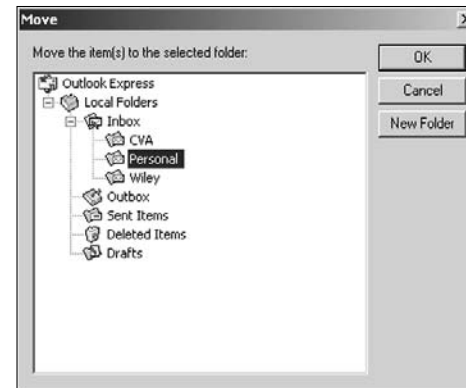 Move
Move the item(s) to the selected folder:
OK
Cancel
New Folder
Outlook Express
Local Folders
Inbox
CVA
Personal
Wiley
Outbox
Sent Items
Deleted Items
Drafts